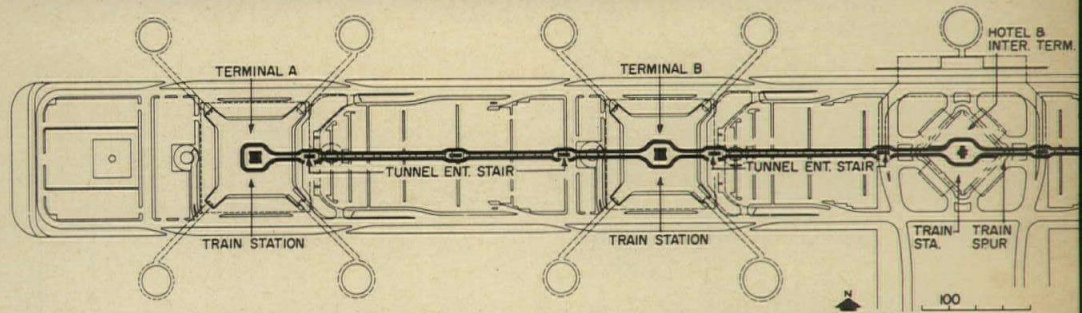 HOTEL &
INTER. TERM.
TERMINAL A
TERMINAL B
TUNNEL ENT. STAIR
TUNNEL ENT. STAIR
TRAIN STATION
TRAIN STATION
TRAIN
STA.
TRAIN
SPUR
N
100